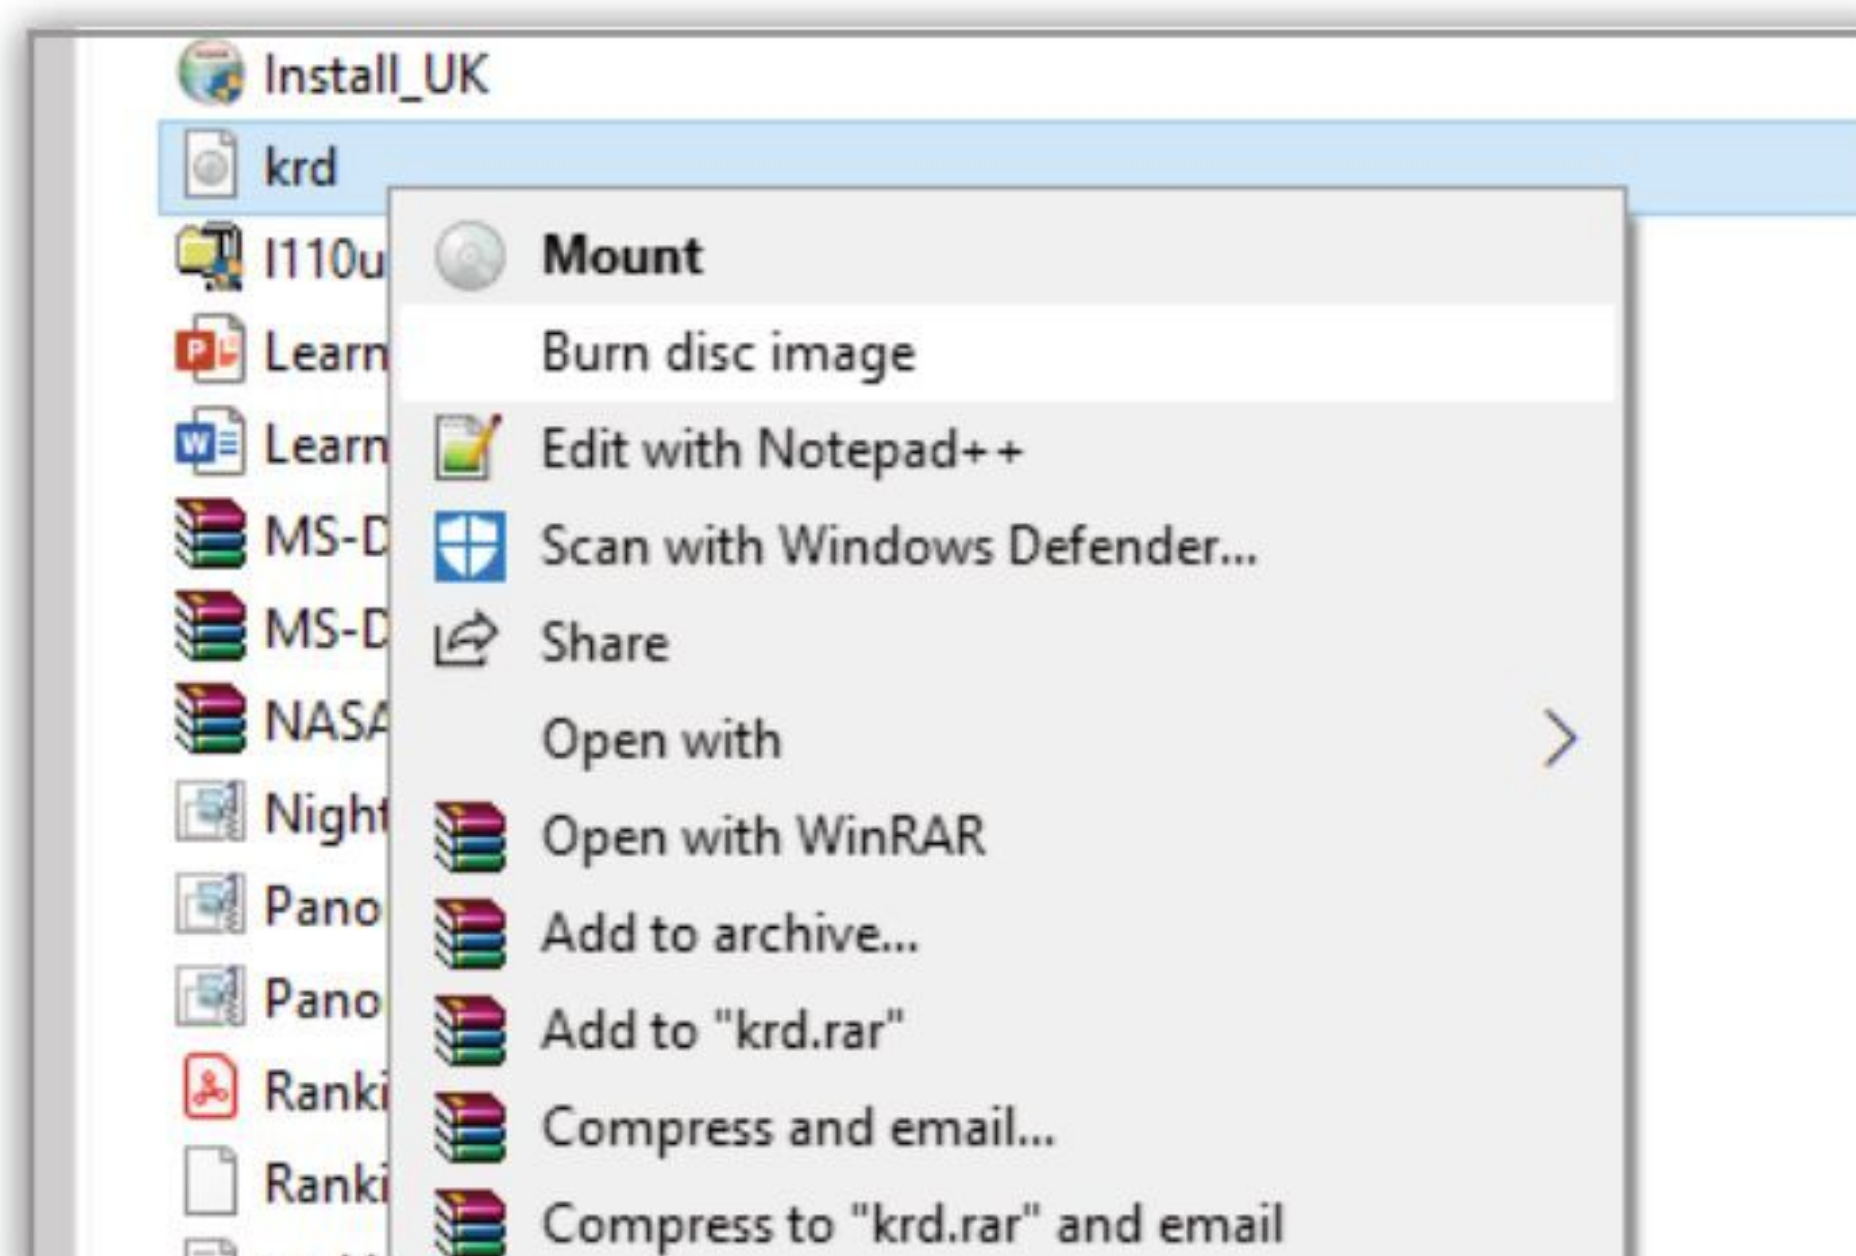 Install_UK
krd
Mount
I110u
Burn disc image
Learn
Edit with Notepad++
Learn
Scan with Windows Defender...
MS-D
Share
MS-D
Open with
NASA
Open with WinRAR
Night
Add to archive...
Pano
Add to "krd.rar"
Pano
Compress and email...
Ranki
Compress to "krd.rar" and email
Ranki